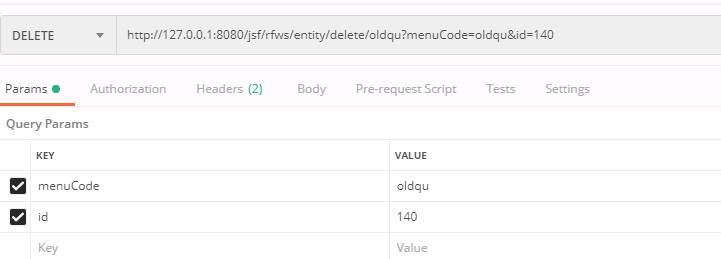 DELETE http://127.0.0.1:8080/jsf/rfws/entity/delete/oldqu?menuCode=oldqu&id=140
Params Authorization Headers (2) Body Pre-request Script Tests Settings
Query Params
KEY VALUE
menuCode oldqu
id 140
Key Value